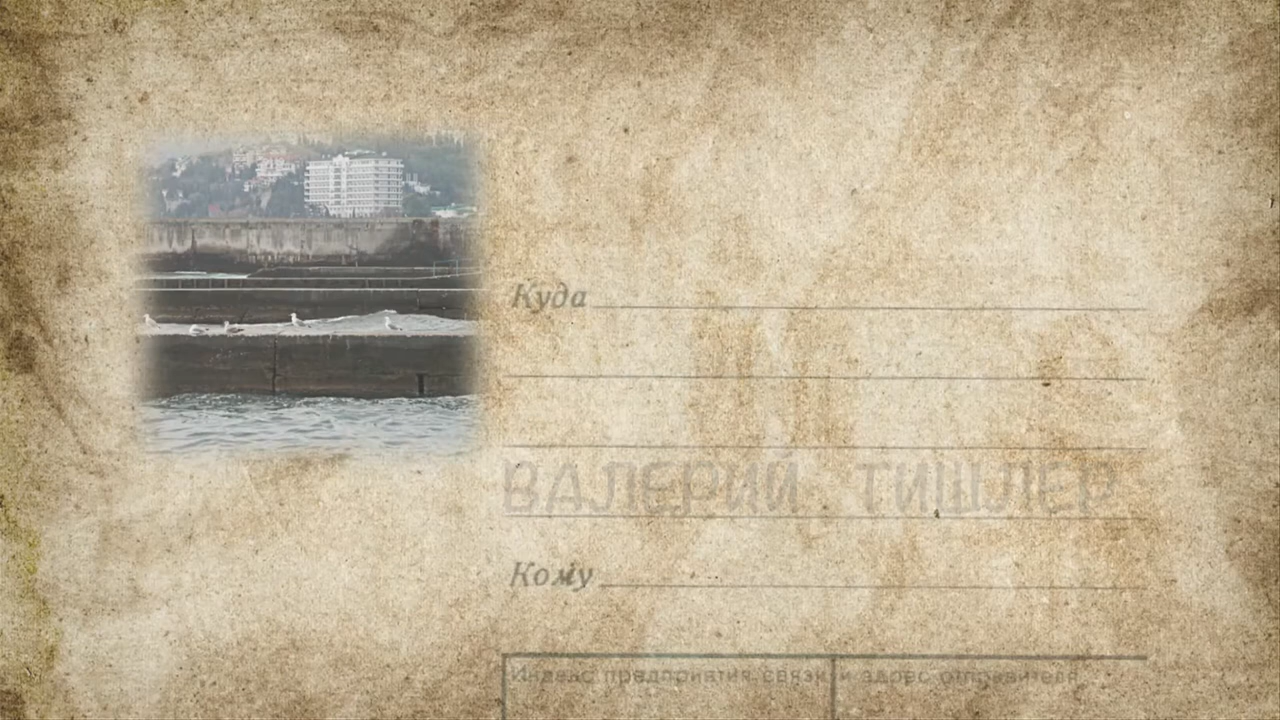 Куда
ВАЛЕРИЙ ТИШЛЕР
Кому
Индекс предприятия связи и адрес отправителя